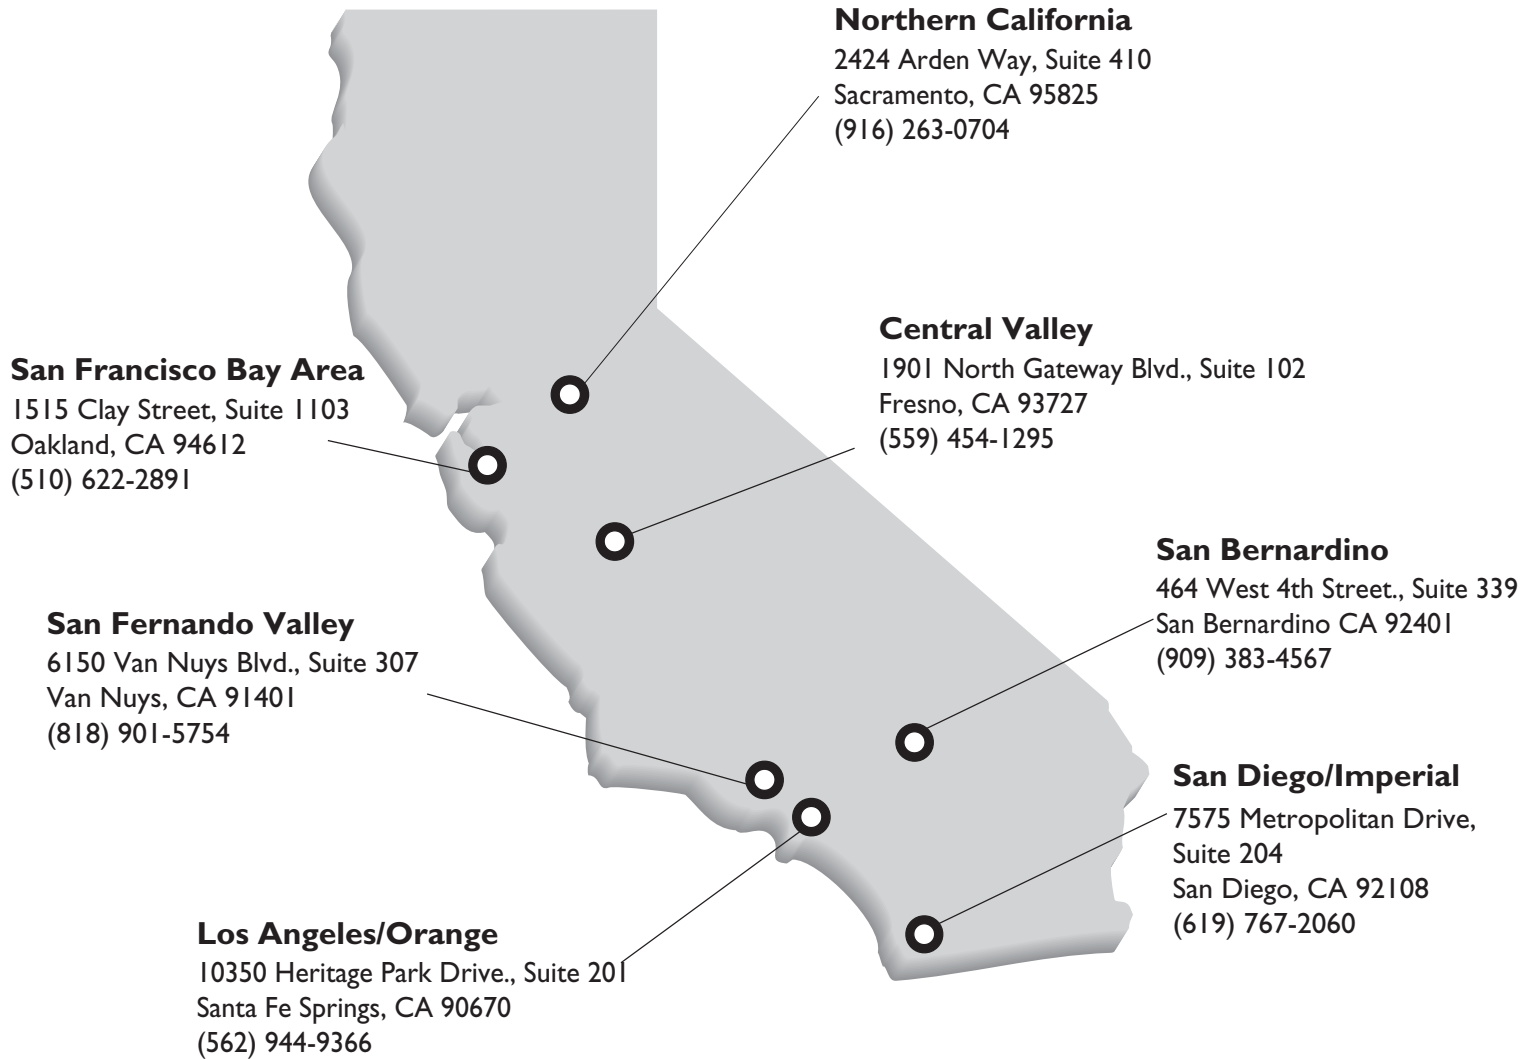 Northern California
2424 Arden Way, Suite 410
Sacramento, CA 95825
(916) 263-0704
Central Valley
1901 North Gateway Blvd., Suite 102
Fresno, CA 93727
(559) 454-1295
San Francisco Bay Area
1515 Clay Street, Suite 1103
Oakland, CA 94612
(510) 622-2891
San Bernardino
464 West 4th Street., Suite 339
San Bernardino CA 92401
(909) 383-4567
San Fernando Valley
6150 Van Nuys Blvd., Suite 307
Van Nuys, CA 91401
(818) 901-5754
San Diego/Imperial
7575 Metropolitan Drive,
Suite 204
San Diego, CA 92108
(619) 767-2060
Los Angeles/Orange
10350 Heritage Park Drive., Suite 201
Santa Fe Springs, CA 90670
(562) 944-9366